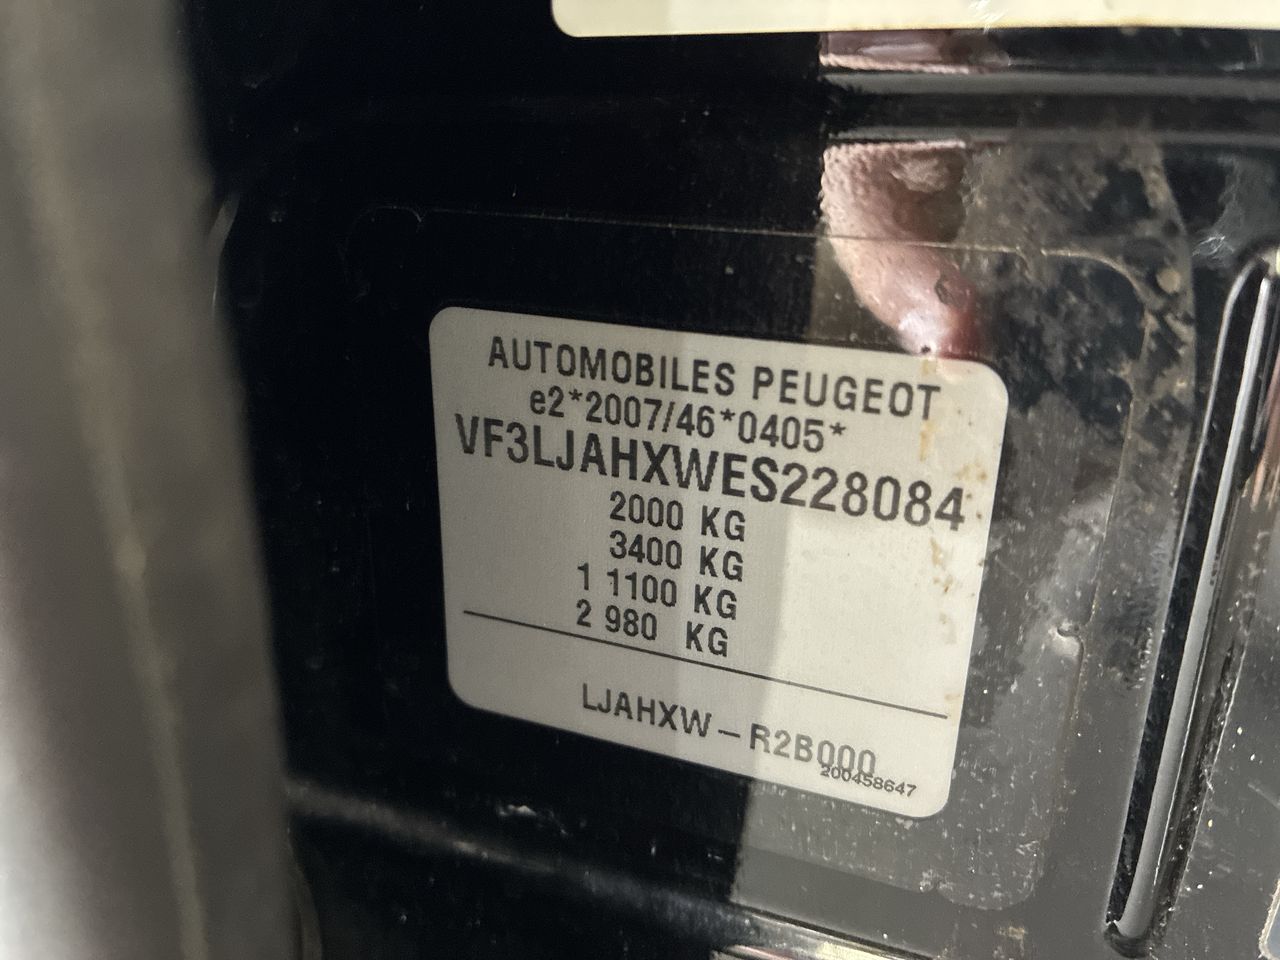 AUTOMOBILES PEUGEOT
e2*2007/46*0405*
VF3LJAHXWES228084
2000 KG
3400 KG
1 1100 KG
2 980 KG
LJAHXW – R2B000
200458647